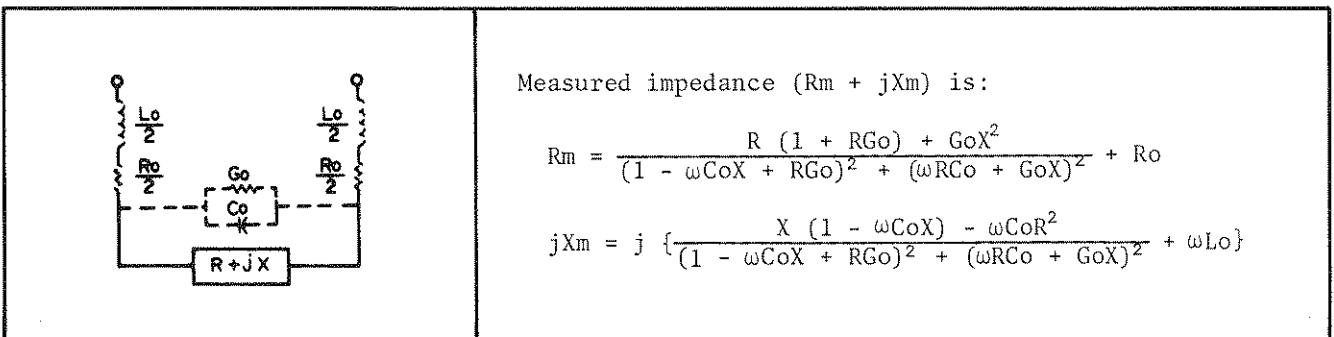 Lo
2
Lo
2
Ro
2
Go
Ro
2
Co
R+jX
Measured impedance (Rm + jXm) is:
Rm = R (1 + RGo) + GoX² / (1 - ωCoX + RGo)² + (ωRCo + GoX)² + Ro
jXm = j {X (1 - ωCoX) - ωCoR² / (1 - ωCoX + RGo)² + (ωRCo + GoX)² + ωLo}